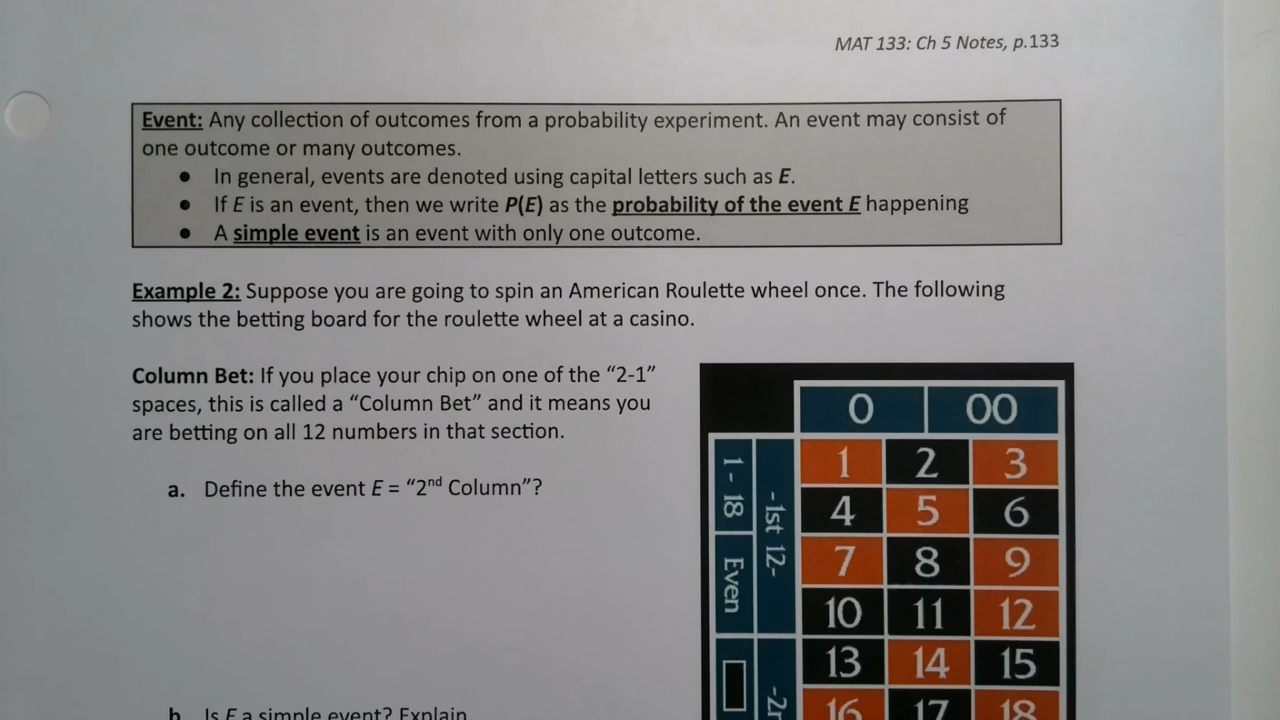 MAT 133: Ch 5 Notes, p.133
Event: Any collection of outcomes from a probability experiment. An event may consist of
one outcome or many outcomes.
• In general, events are denoted using capital letters such as E.
• If E is an event, then we write P(E) as the probability of the event E happening
• A simple event is an event with only one outcome.
Example 2: Suppose you are going to spin an American Roulette wheel once. The following
shows the betting board for the roulette wheel at a casino.
Column Bet: If you place your chip on one of the “2-1”
spaces, this is called a “Column Bet” and it means you
are betting on all 12 numbers in that section.
a. Define the event E = “2nd Column”?
b. Is E a simple event? Explain
0 00
1 2 3
4 5 6
7 8 9
10 11 12
13 14 15
16 17 18
1 - 18
Even
-1st 12-